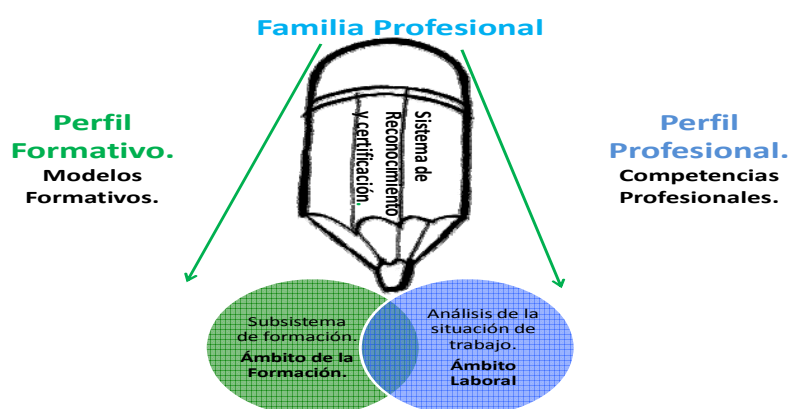 Familia Profesional
Perfil
Formativo.
Modelos
Formativos.
Sistema de
Reconocimiento
y certificación.
Perfil
Profesional.
Competencias
Profesionales.
Subsistema
de formación.
Ámbito de la
Formación.
Análisis de la
situación de
trabajo.
Ámbito
Laboral